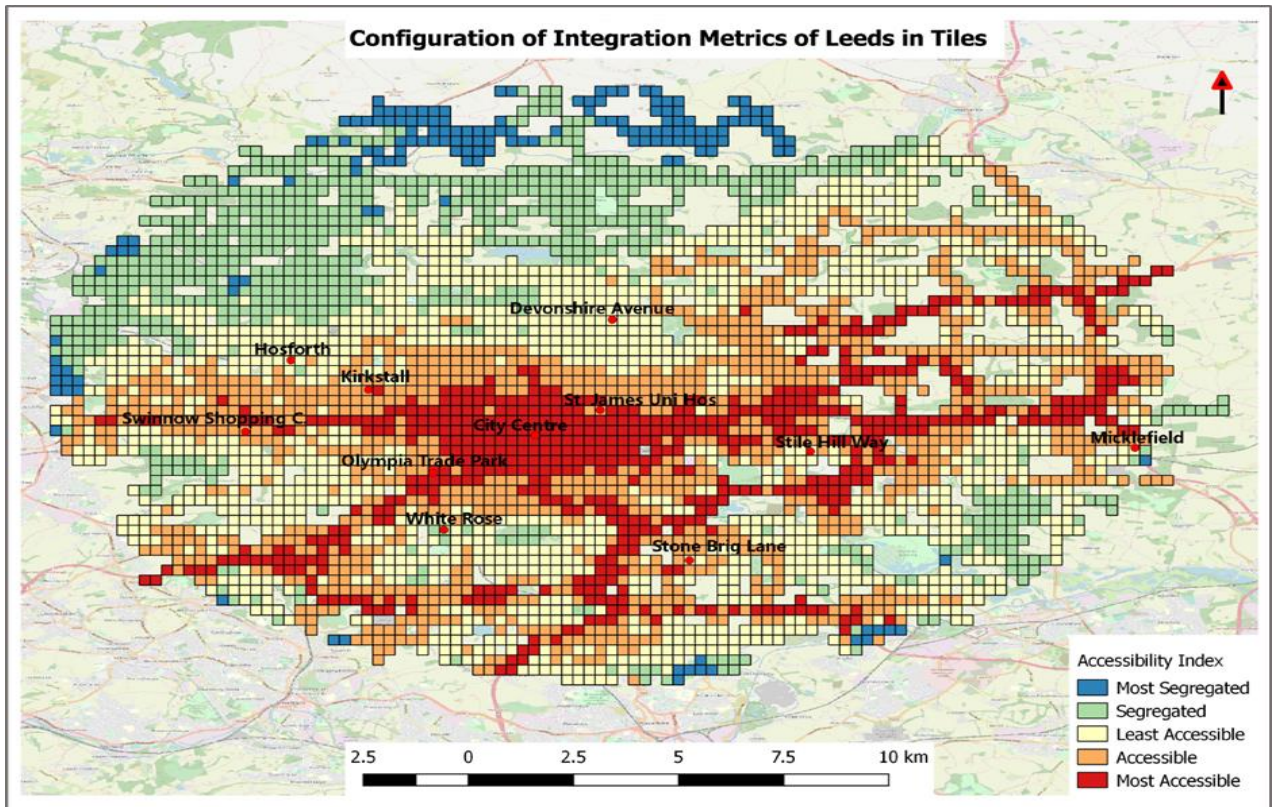 Configuration of Integration Metrics of Leeds in Tiles
Devonshire Avenue
Hosforth
Kirkstall
St. James Uni Hos
Swinnow Shopping C.
City Centre
Stile Hill Way
Micklefield
Olympia Trade Park
White Rose
Stone Brig Lane
Accessibility Index
Most Segregated
Segregated
Least Accessible
Accessible
Most Accessible
2.5 0 2.5 5 7.5 10 km